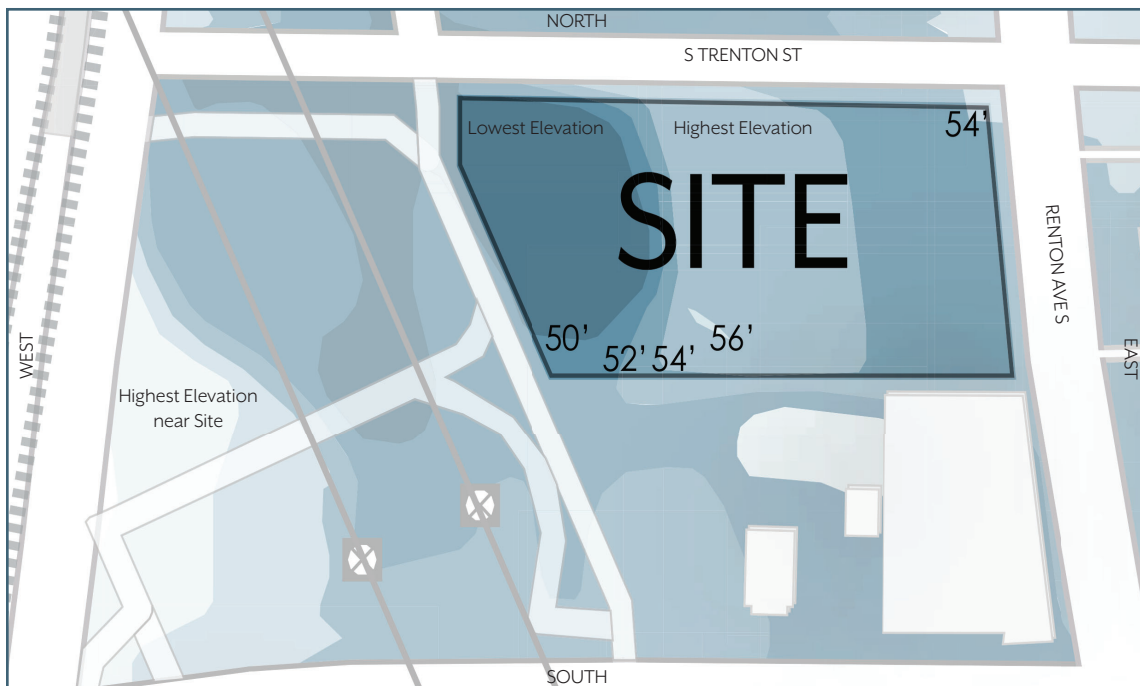 NORTH
S TRENTON ST
Lowest Elevation
Highest Elevation
54'
SITE
RENTON AVE S
50'
52'
54'
56'
WEST
EAST
Highest Elevation
near Site
SOUTH